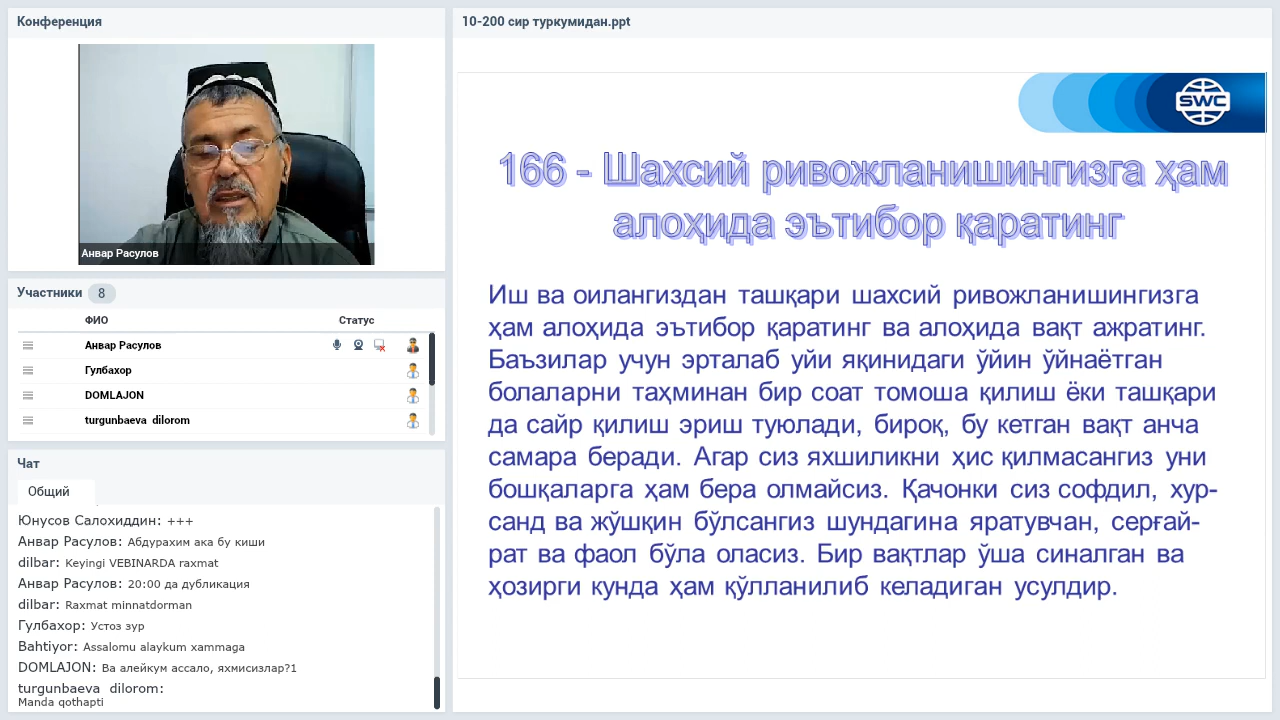 Конференция
Анвар Расулов
Участники 8
ФИО Статус
Анвар Расулов
Гулбахор
DOMLAJON
turgunbaeva dilorom
Чат
Общий
Юнусов Салохиддин: +++
Анвар Расулов: Абдурахим ака бу киши
dilbar: Keyingi VEBINARDA raxmat
Анвар Расулов: 20:00 да дубликация
dilbar: Raxmat minnatdorman
Гулбахор: Устоз зур
Bahtiyor: Assalomu alaykum xammaga
DOMLAJON: Ва алейкум ассало, яхмисизлар?1
turgunbaeva dilorom:
Manda qothapti
10-200 сир туркумидан.ppt
SWC
166 - Шахсий ривожланишингизга ҳам
алоҳида эътибор қаратинг
Иш ва оилангиздан ташқари шахсий ривожланишингизга
ҳам алоҳида эътибор қаратинг ва алоҳида вақт ажратинг.
Баъзилар учун эрталаб уйи яқинидаги ўйин ўйнаётган
болаларни таҳминан бир соат томоша қилиш ёки ташқари
да сайр қилиш эриш туюлади, бироқ, бу кетган вақт анча
самара беради. Агар сиз яхшиликни ҳис қилмасангиз уни
бошқаларга ҳам бера олмайсиз. Қачонки сиз софдил, хур-
санд ва жўшқин бўлсангиз шундагина яратувчан, серғай-
рат ва фаол бўла оласиз. Бир вақтлар ўша синалган ва
ҳозирги кунда ҳам қўлланилиб келадиган усулдир.